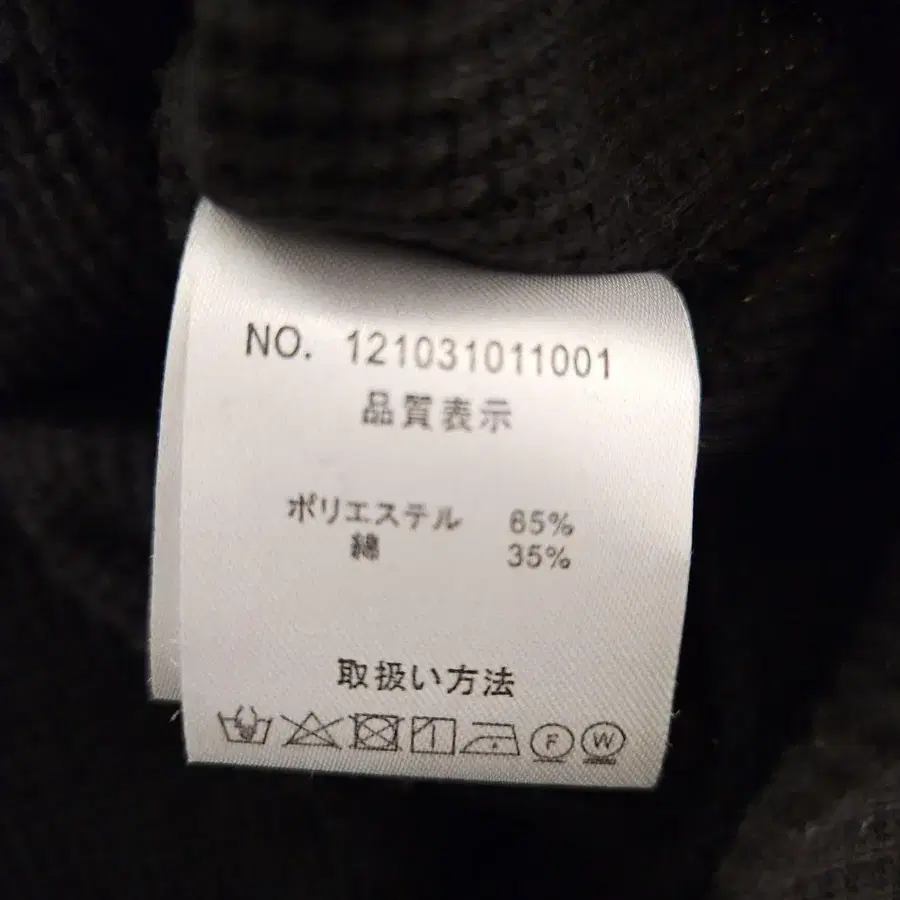 NO. 121031011001
品質表示
ポリエステル 65%
綿 35%
取扱い方法
F W